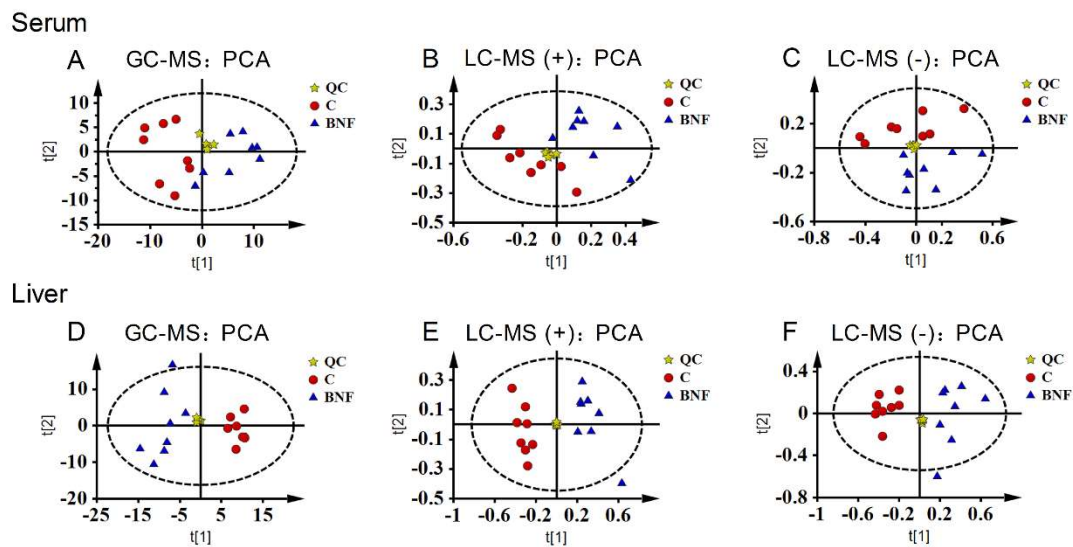 Serum
A GC-MS: PCA
QC
C
BNF
t[2]
10
5
0
-5
-10
-15
-20 -10 0 10
t[1]
B LC-MS (+): PCA
QC
C
BNF
t[2]
0.3
0.1
-0.1
-0.3
-0.5
-0.6 -0.2 0 0.2 0.4
t[1]
C LC-MS (-): PCA
QC
C
BNF
t[2]
0.2
0
-0.2
-0.6
-0.8 -0.4 0 0.2 0.6
t[1]
Liver
D GC-MS: PCA
QC
C
BNF
t[2]
10
0
-10
-20
-25 -15 -5 5 15
t[1]
E LC-MS (+): PCA
QC
C
BNF
t[2]
0.3
0.1
-0.1
-0.3
-0.5
-1 -0.6 -0.2 0.2 0.6
t[1]
F LC-MS (-): PCA
QC
C
BNF
t[2]
0.4
0
-0.4
-0.8
-1 -0.6 -0.2 0.2 0.6
t[1]